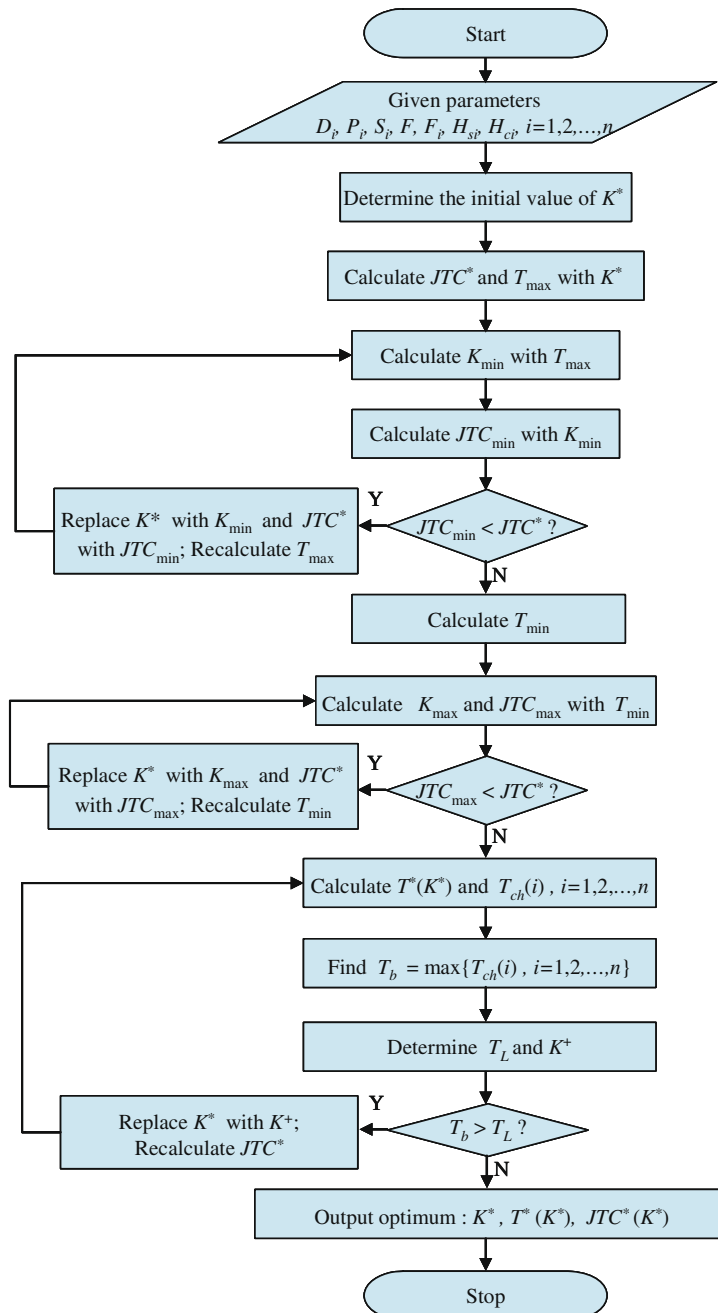 Start
Given parameters
D_i, P_i, S_i, F, F_i, H_si, H_ci, i=1,2,…,n
Determine the initial value of K*
Calculate JTC* and T_max with K*
Calculate K_min with T_max
Calculate JTC_min with K_min
Y
Replace K* with K_min and JTC*
with JTC_min; Recalculate T_max
JTC_min < JTC* ?
N
Calculate T_min
Calculate K_max and JTC_max with T_min
Y
Replace K* with K_max and JTC*
with JTC_max; Recalculate T_min
JTC_max < JTC* ?
N
Calculate T*(K*) and T_ch(i) , i=1,2,…,n
Find T_b = max{T_ch(i) , i=1,2,…,n}
Determine T_L and K⁺
Y
Replace K* with K⁺;
Recalculate JTC*
T_b > T_L ?
N
Output optimum : K* , T* (K*), JTC* (K*)
Stop